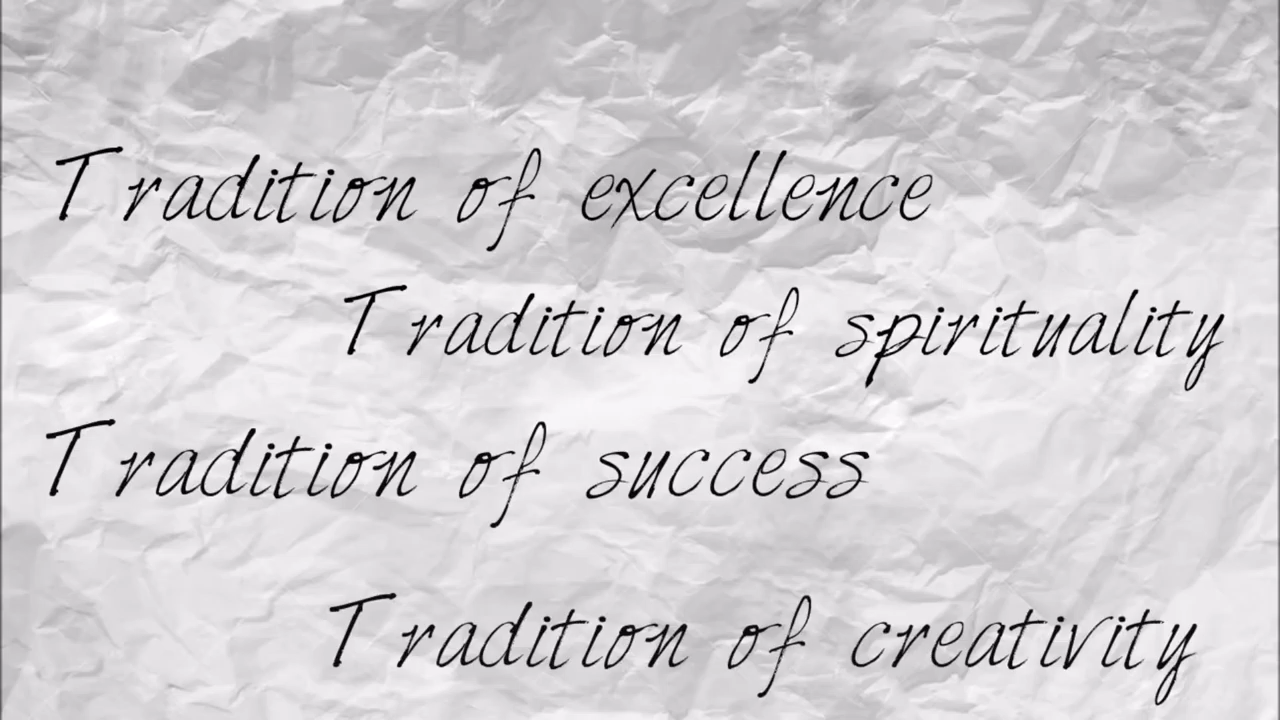 Tradition of excellence
Tradition of spirituality
Tradition of success
Tradition of creativity